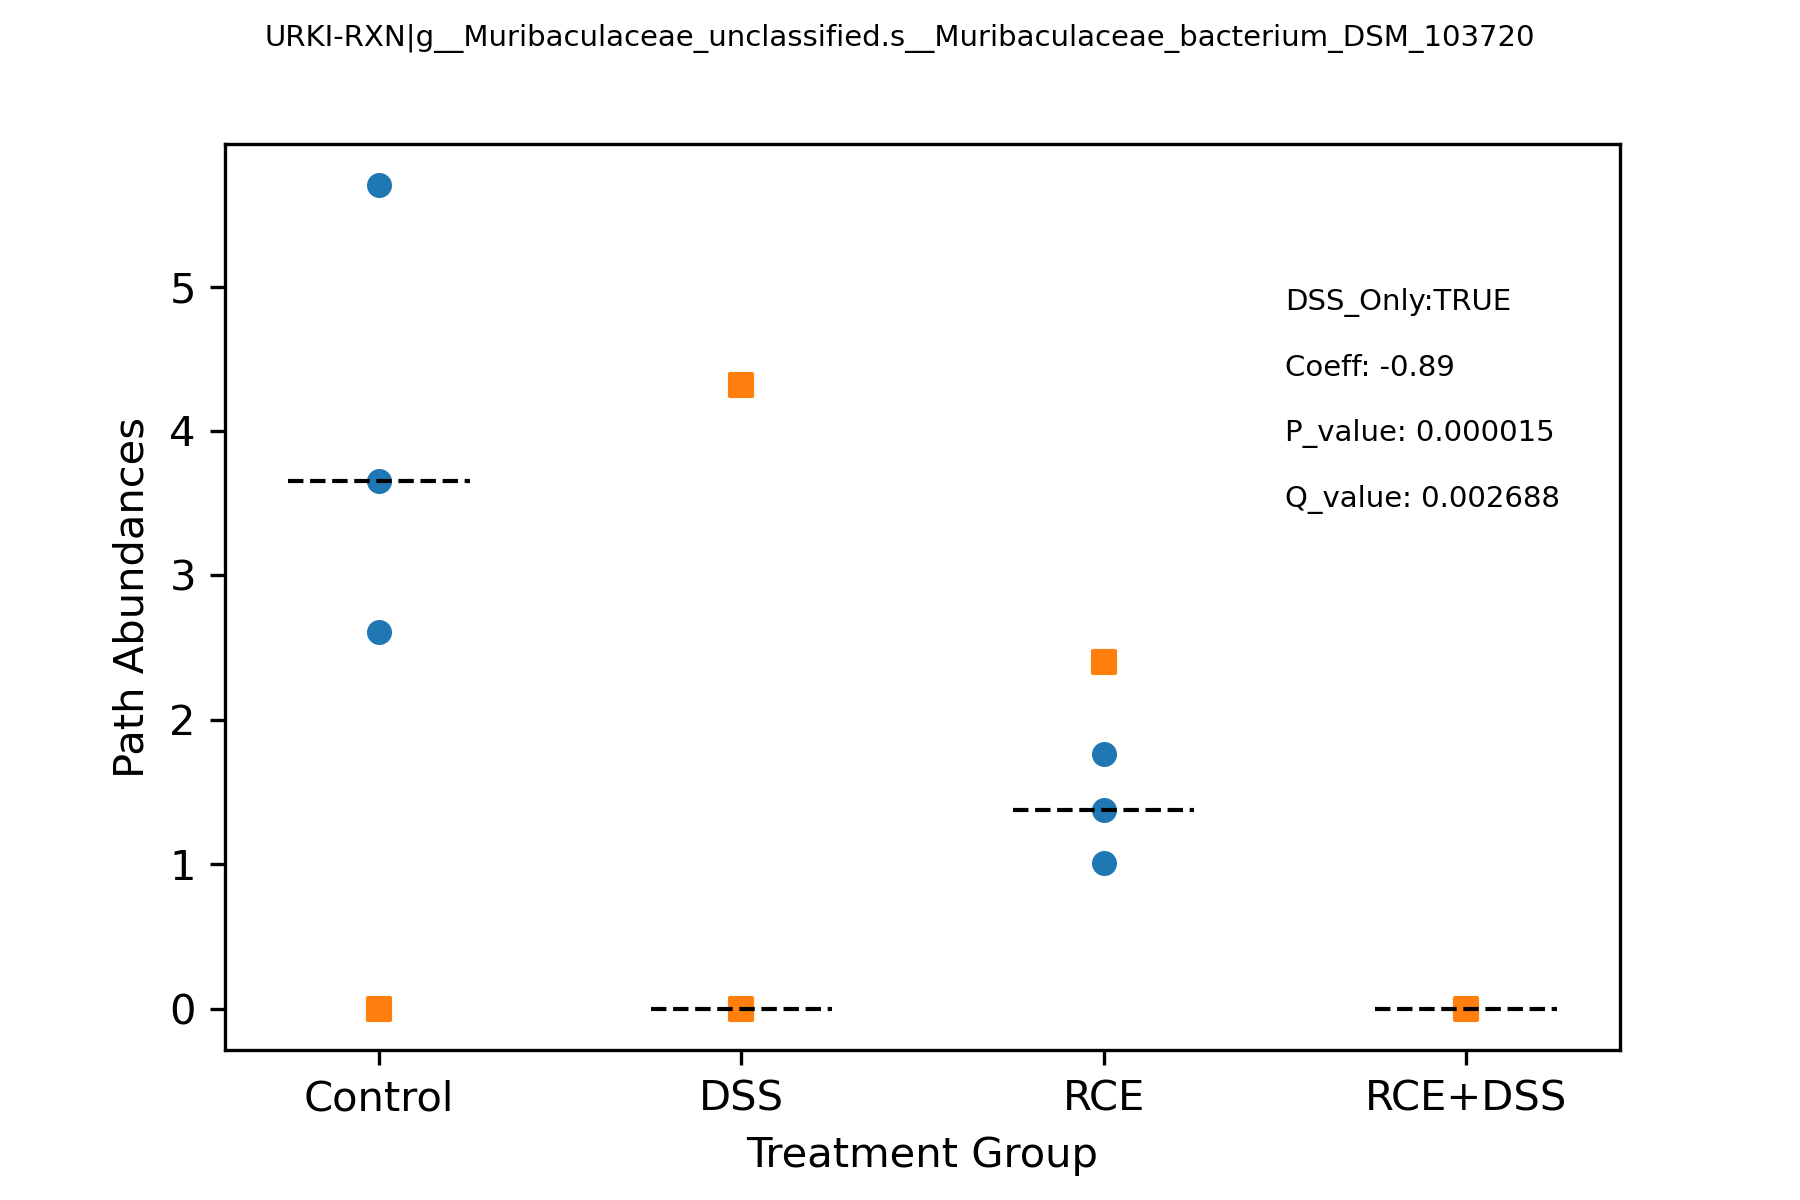 URKI-RXN|g__Muribaculaceae_unclassified.s__Muribaculaceae_bacterium_DSM_103720
Path Abundances
5
4
3
2
1
0
DSS_Only:TRUE
Coeff: -0.89
P_value: 0.000015
Q_value: 0.002688
Control
DSS
RCE
RCE+DSS
Treatment Group